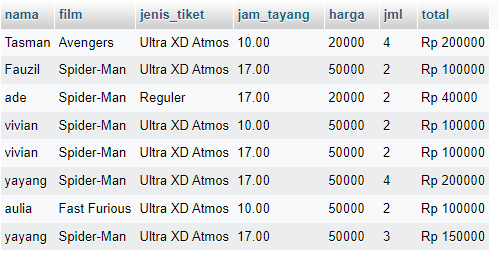 nama film jenis_tiket jam_tayang harga jml total
Tasman Avengers Ultra XD Atmos 10.00 20000 4 Rp 200000
Fauzil Spider-Man Ultra XD Atmos 17.00 50000 2 Rp 100000
ade Spider-Man Reguler 17.00 20000 2 Rp 40000
vivian Spider-Man Ultra XD Atmos 10.00 50000 2 Rp 100000
vivian Spider-Man Ultra XD Atmos 17.00 50000 2 Rp 100000
yayang Spider-Man Ultra XD Atmos 17.00 50000 4 Rp 200000
aulia Fast Furious Ultra XD Atmos 10.00 50000 2 Rp 100000
yayang Spider-Man Ultra XD Atmos 17.00 50000 3 Rp 150000